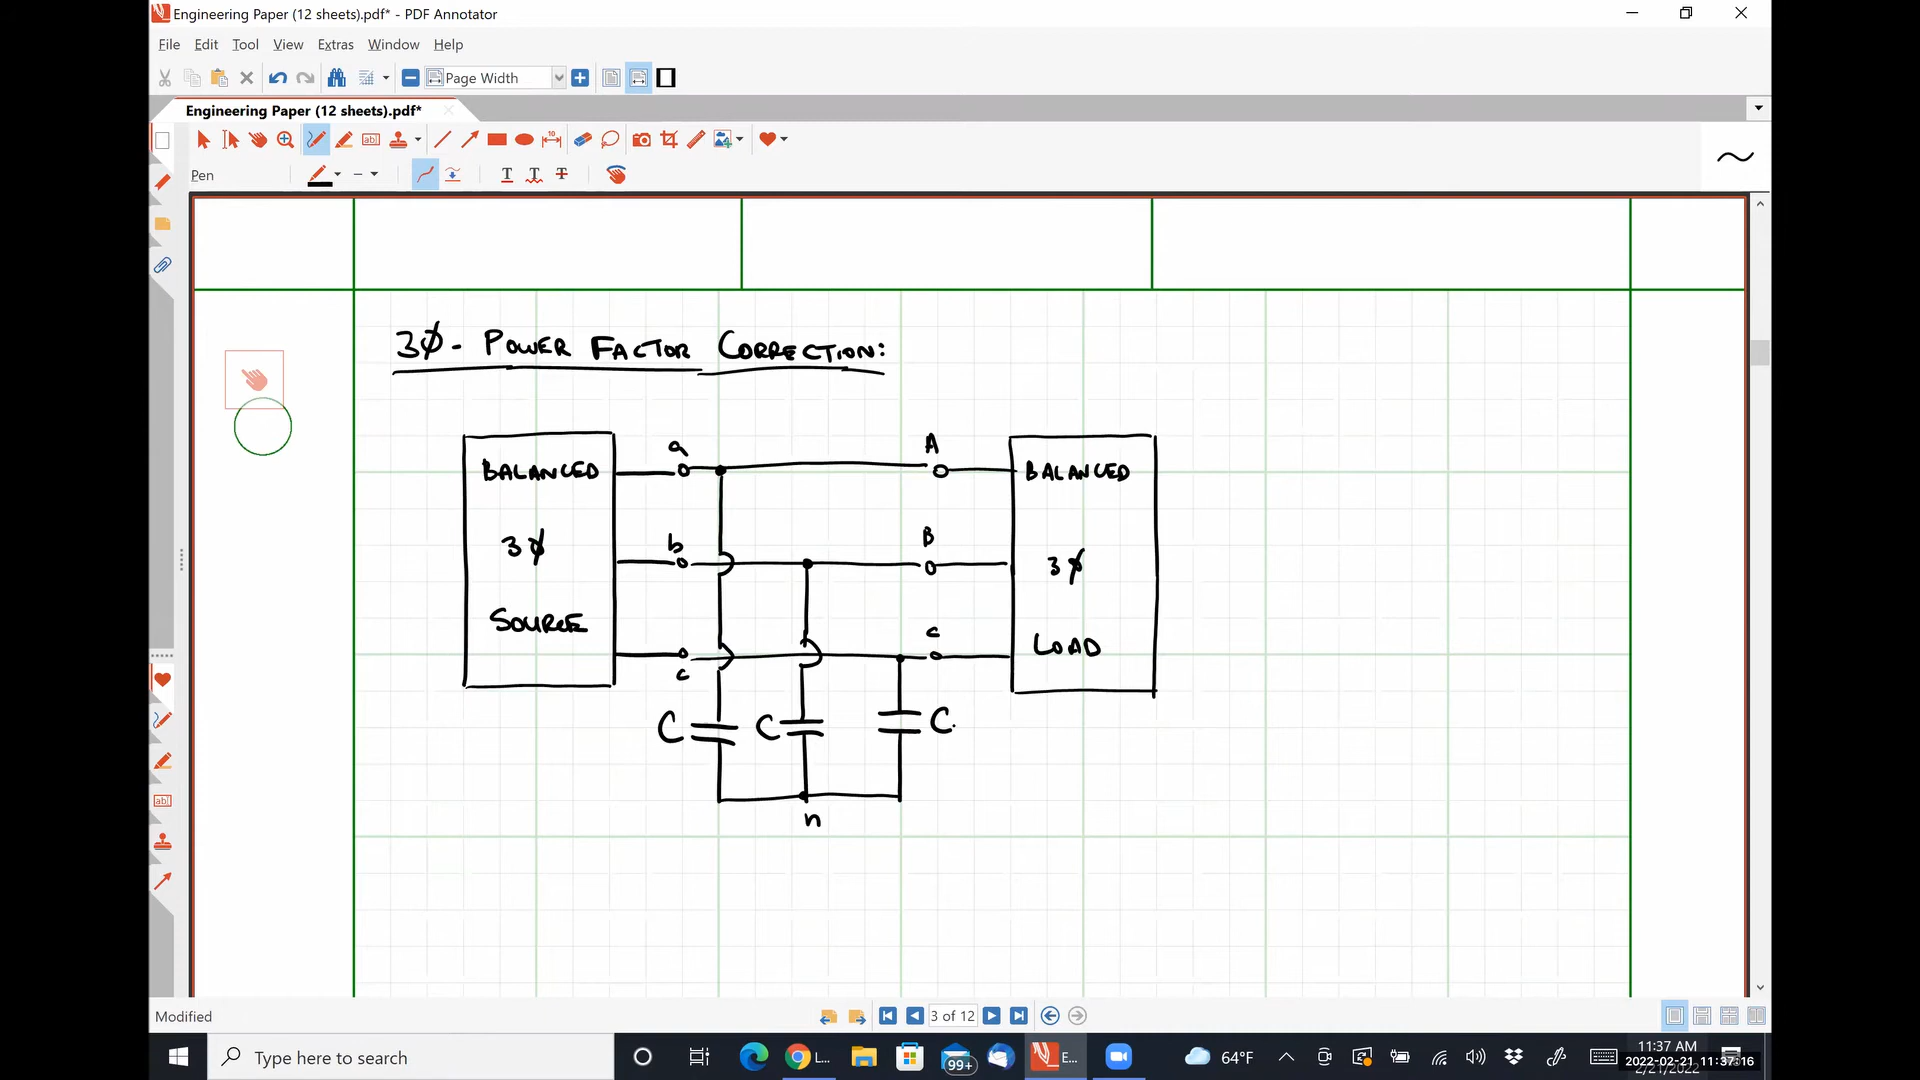 Engineering Paper (12 sheets).pdf* - PDF Annotator
File Edit Tool View Extras Window Help
Page Width
Engineering Paper (12 sheets).pdf*
Pen
3Ø - POWER FACTOR CORRECTION:
a A
BALANCED BALANCED
b B
3Ø 3Ø
SOURCE
c
LOAD
c
C C C
n
Modified
3 of 12
Type here to search
99+
L...
E...
64°F
11:37 AM
2022-02-21 11:37:16